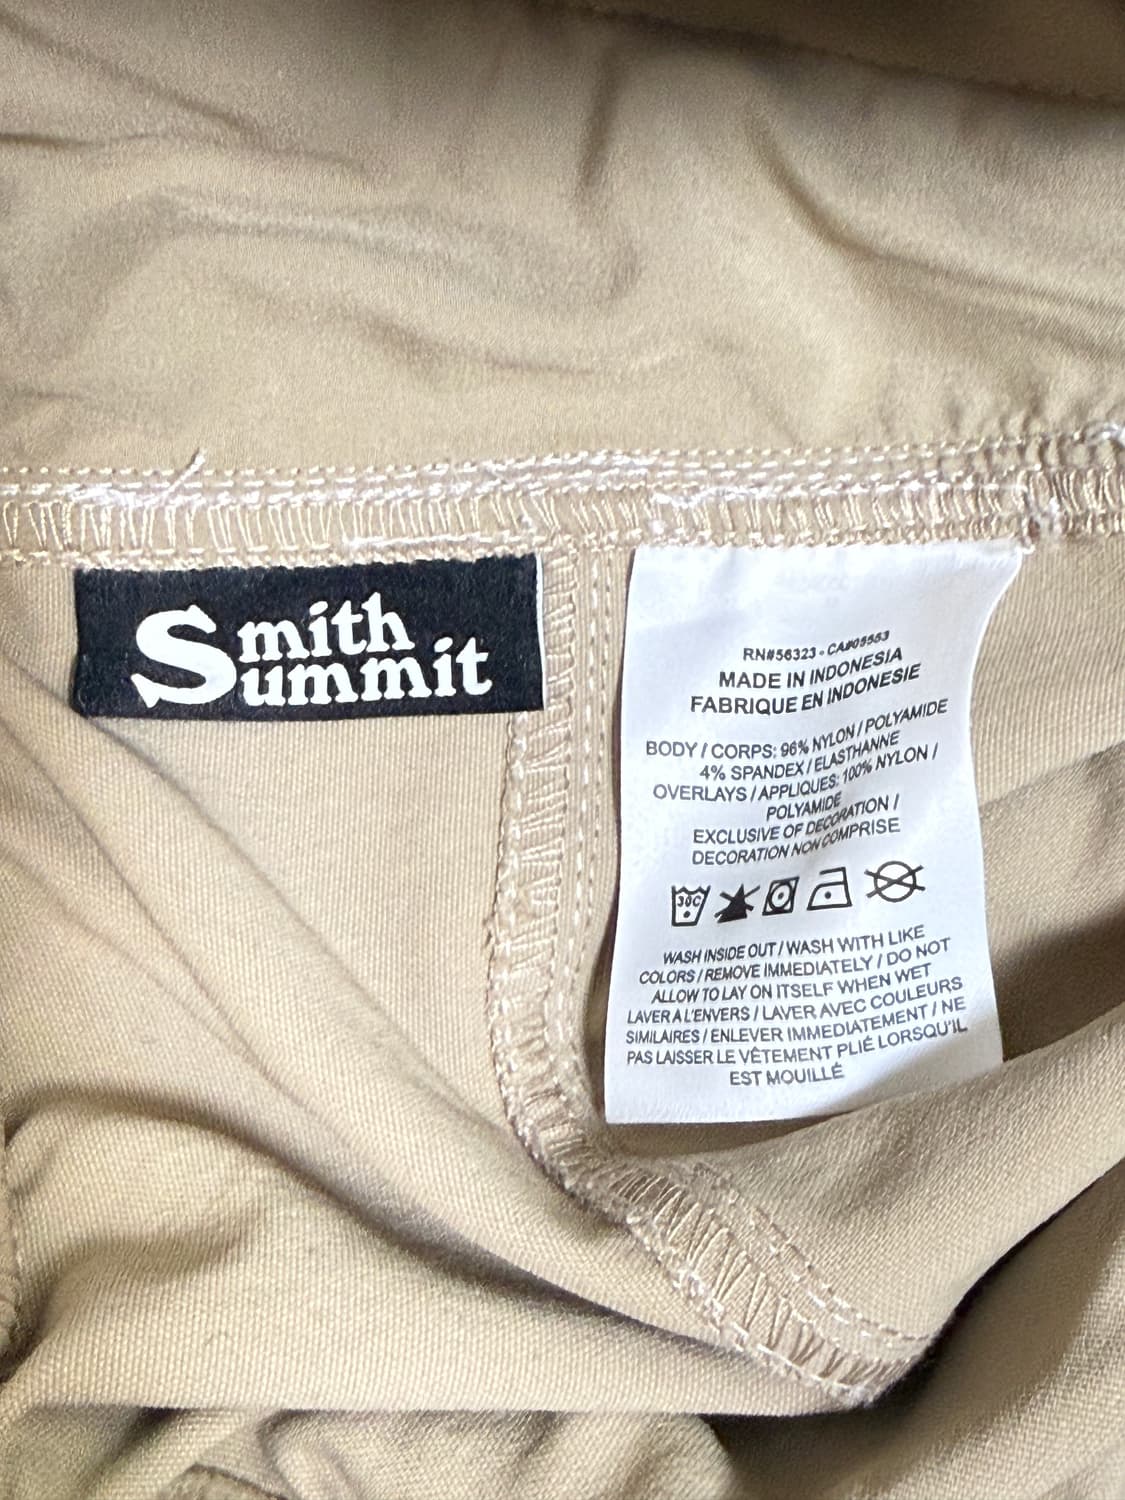 Smith
Summit
RN#56323 - CA#05553
MADE IN INDONESIA
FABRIQUE EN INDONESIE
BODY / CORPS: 96% NYLON / POLYAMIDE
4% SPANDEX / ELASTHANNE
OVERLAYS / APPLIQUES: 100% NYLON /
POLYAMIDE
EXCLUSIVE OF DECORATION /
DECORATION NON COMPRISE
30C
WASH INSIDE OUT / WASH WITH LIKE
COLORS / REMOVE IMMEDIATELY / DO NOT
ALLOW TO LAY ON ITSELF WHEN WET
LAVER A L'ENVERS / LAVER AVEC COULEURS
SIMILAIRES / ENLEVER IMMEDIATEMENT / NE
PAS LAISSER LE VÊTEMENT PLIÉ LORSQU'IL
EST MOUILLÉ